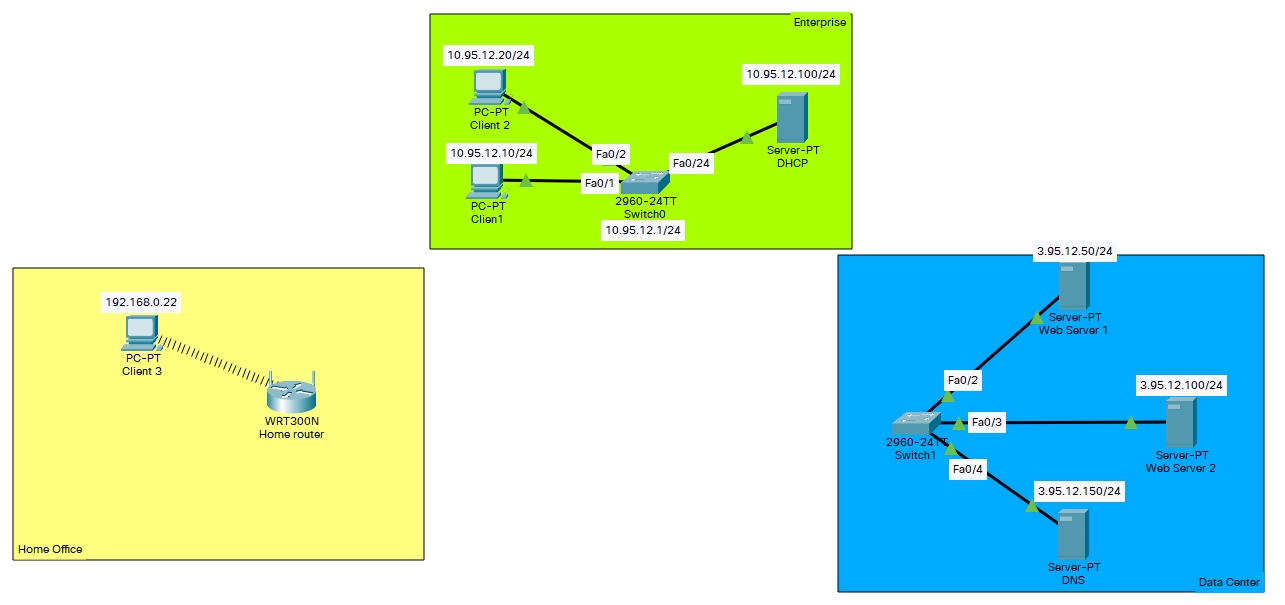 Enterprise
10.95.12.20/24
PC-PT
Client 2
10.95.12.100/24
Server-PT
DHCP
10.95.12.10/24
PC-PT
Clien1
Fa0/2
Fa0/24
Fa0/1
2960-24TT
Switch0
10.95.12.1/24
192.168.0.22
PC-PT
Client 3
WRT300N
Home router
Home Office
3.95.12.50/24
Server-PT
Web Server 1
Fa0/2
3.95.12.100/24
Server-PT
Web Server 2
Fa0/3
2960-24TT
Switch1
Fa0/4
3.95.12.150/24
Server-PT
DNS
Data Center